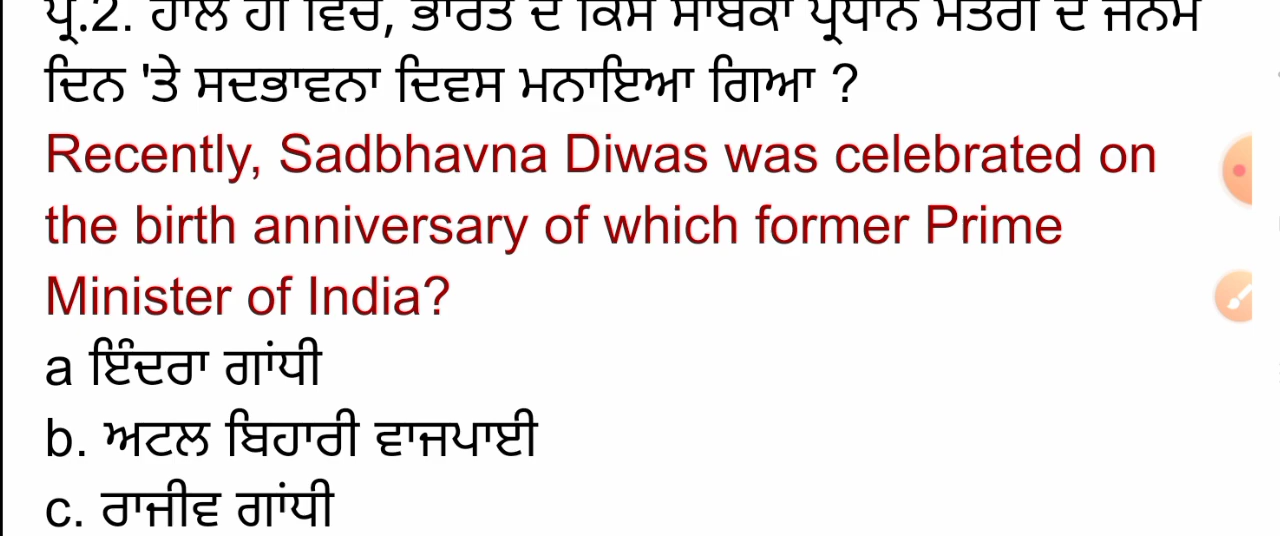 ਪ੍ਰ.2. ਹਾਲ ਹੀ ਵਿੱਚ, ਭਾਰਤ ਦੇ ਕਿਸ ਸਾਬਕਾ ਪ੍ਰਧਾਨ ਮੰਤਰੀ ਦੇ ਜਨਮ
ਦਿਨ 'ਤੇ ਸਦਭਾਵਨਾ ਦਿਵਸ ਮਨਾਇਆ ਗਿਆ ?
Recently, Sadbhavna Diwas was celebrated on
the birth anniversary of which former Prime
Minister of India?
a ਇੰਦਰਾ ਗਾਂਧੀ
b. ਅਟਲ ਬਿਹਾਰੀ ਵਾਜਪਾਈ
c. ਰਾਜੀਵ ਗਾਂਧੀ